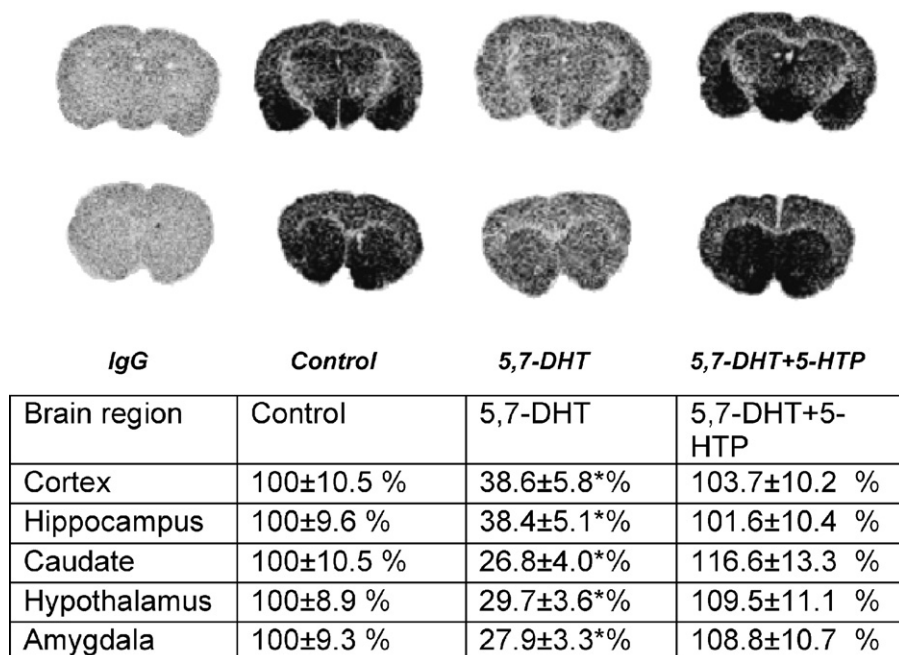 IgG Control 5,7-DHT 5,7-DHT+5-HTP
Brain region Control 5,7-DHT 5,7-DHT+5-
HTP
Cortex 100±10.5 % 38.6±5.8*% 103.7±10.2 %
Hippocampus 100±9.6 % 38.4±5.1*% 101.6±10.4 %
Caudate 100±10.5 % 26.8±4.0*% 116.6±13.3 %
Hypothalamus 100±8.9 % 29.7±3.6*% 109.5±11.1 %
Amygdala 100±9.3 % 27.9±3.3*% 108.8±10.7 %